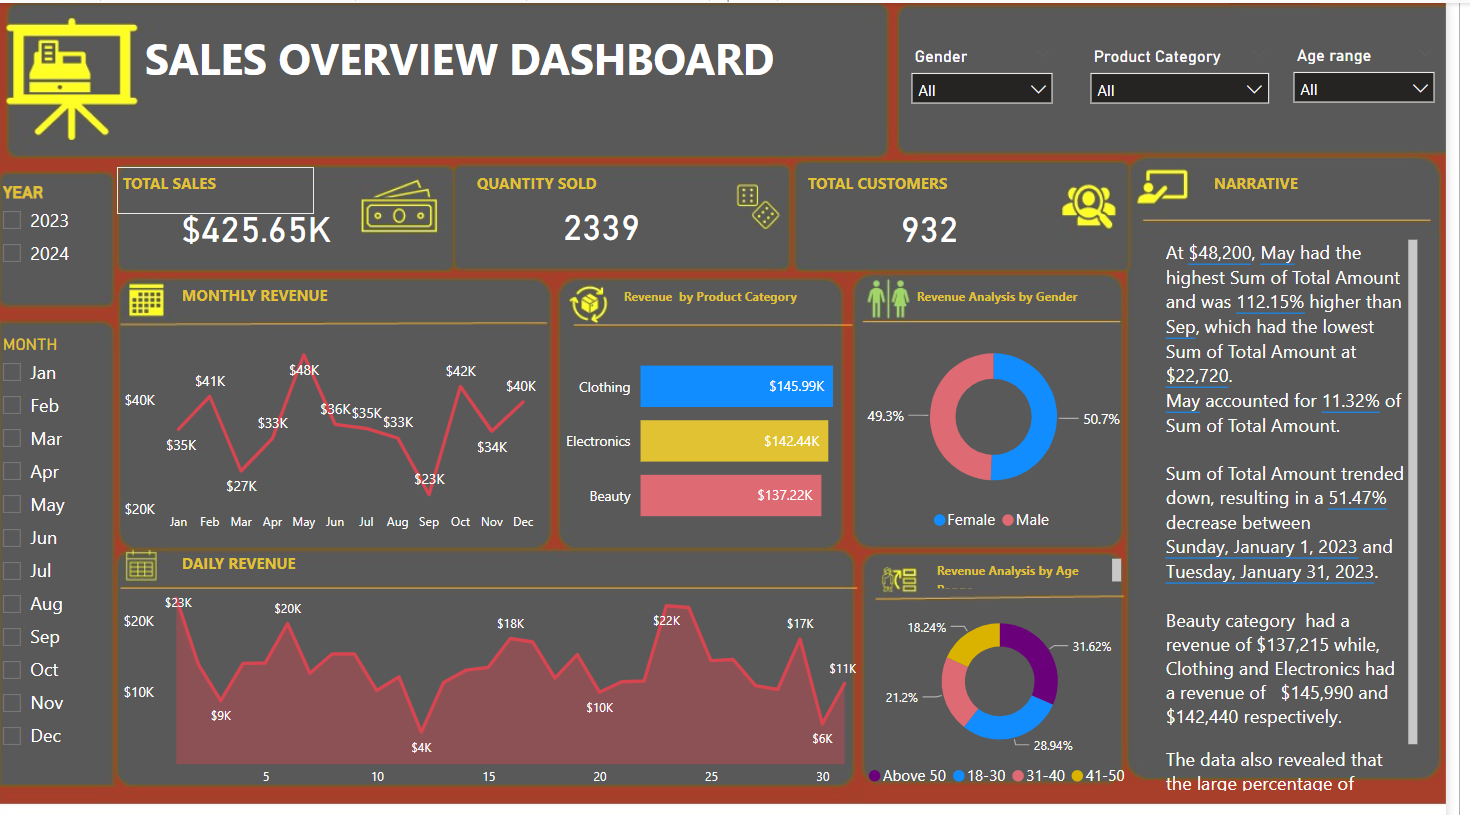 SALES OVERVIEW DASHBOARD
Gender
All
Product Category
All
Age range
All
YEAR
2023
2024
MONTH
Jan
Feb
Mar
Apr
May
Jun
Jul
Aug
Sep
Oct
Nov
Dec
TOTAL SALES
$425.65K
QUANTITY SOLD
2339
TOTAL CUSTOMERS
932
MONTHLY REVENUE
$40K
$20K
$35K
$41K
$27K
$33K
$48K
$36K
$35K
$33K
$23K
$42K
$34K
$40K
Jan Feb Mar Apr May Jun Jul Aug Sep Oct Nov Dec
Revenue by Product Category
Clothing $145.99K
Electronics $142.44K
Beauty $137.22K
Revenue Analysis by Gender
49.3%
50.7%
Female Male
DAILY REVENUE
$20K
$10K
$23K
$9K
$20K
$4K
$18K
$10K
$22K
$17K
$6K
$11K
5 10 15 20 25 30
Revenue Analysis by Age
18.24%
31.62%
21.2%
28.94%
Above 50 18-30 31-40 41-50
NARRATIVE
At $48,200, May had the
highest Sum of Total Amount
and was 112.15% higher than
Sep, which had the lowest
Sum of Total Amount at
$22,720.
May accounted for 11.32% of
Sum of Total Amount.
Sum of Total Amount trended
down, resulting in a 51.47%
decrease between
Sunday, January 1, 2023 and
Tuesday, January 31, 2023.
Beauty category had a
revenue of $137,215 while,
Clothing and Electronics had
a revenue of $145,990 and
$142,440 respectively.
The data also revealed that
the large percentage of